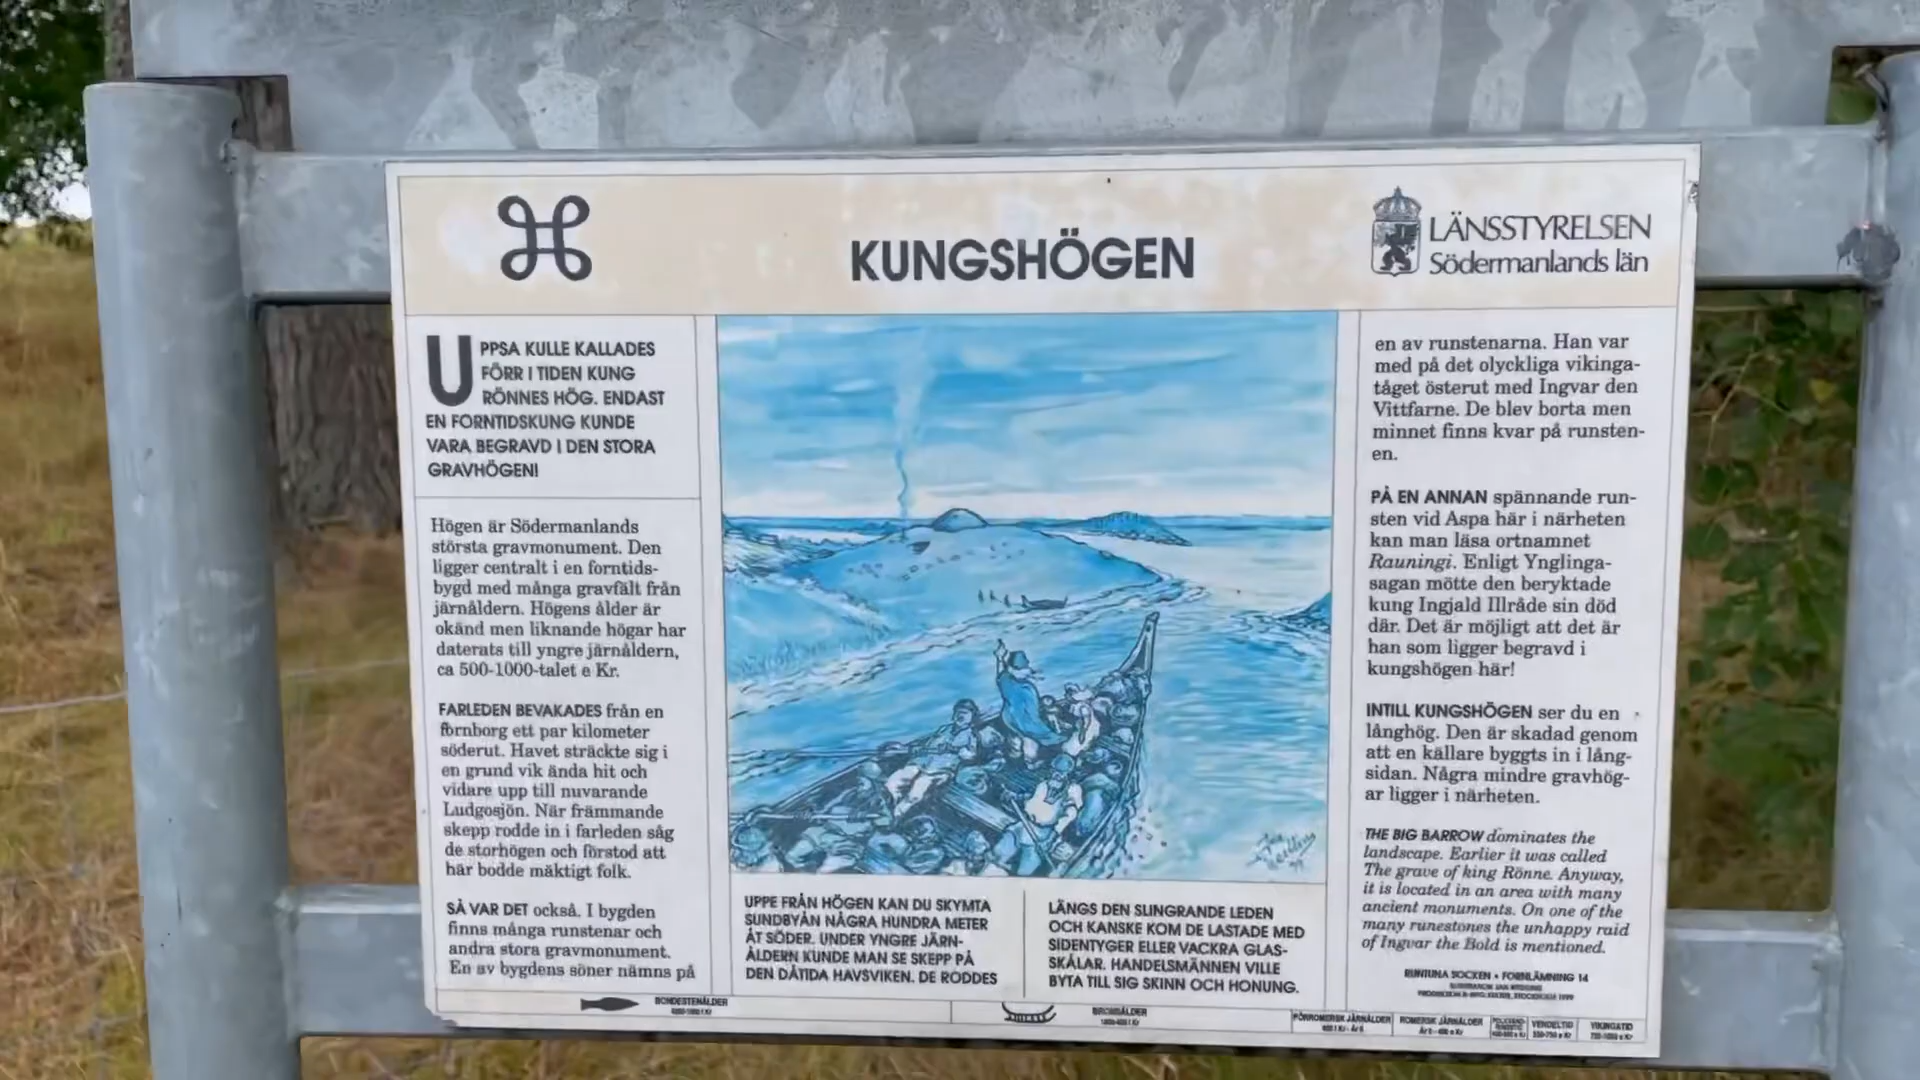 KUNGSHÖGEN
LÄNSSTYRELSEN
Södermanlands län
UPPSA KULLE KALLADES
FÖRR I TIDEN KUNG
RÖNNES HÖG. ENDAST
EN FORNTIDSKUNG KUNDE
VARA BEGRAVD I DEN STORA
GRAVHÖGEN!
Högen är Södermanlands
största gravmonument. Den
ligger centralt i en forntids-
bygd med många gravfält från
järnåldern. Högens ålder är
okänd men liknande högar har
daterats till yngre järnåldern,
ca 500-1000-talet e Kr.
FARLEDEN BEVAKADES från en
fornborg ett par kilometer
söderut. Havet sträckte sig i
en grund vik ända hit och
vidare upp till nuvarande
Ludgosjön. När främmande
skepp rodde in i farleden såg
de storhögen och förstod att
här bodde mäktigt folk.
SÅ VAR DET också. I bygden
finns många runstenar och
andra stora gravmonument.
En av bygdens söner nämns på
UPPE FRÅN HÖGEN KAN DU SKYMTA
SUNDBYÅN NÅGRA HUNDRA METER
ÅT SÖDER. UNDER YNGRE JÄRN-
ÅLDERN KUNDE MAN SE SKEPP PÅ
DEN DÅTIDA HAVSVIKEN. DE RODDES
LÄNGS DEN SLINGRANDE LEDEN
OCH KANSKE KOM DE LASTADE MED
SIDENTYGER ELLER VACKRA GLAS-
SKÅLAR. HANDELSMÄNNEN VILLE
BYTA TILL SIG SKINN OCH HONUNG.
en av runstenarna. Han var
med på det olyckliga vikinga-
tåget österut med Ingvar den
Vittfarne. De blev borta men
minnet finns kvar på runsten-
en.
PÅ EN ANNAN spännande run-
sten vid Aspa här i närheten
kan man läsa ortnamnet
Rauningi. Enligt Ynglinga-
sagan mötte den beryktade
kung Ingjald Illråde sin död
där. Det är möjligt att det är
han som ligger begravd i
kungshögen här!
INTILL KUNGSHÖGEN ser du en
långhög. Den är skadad genom
att en källare byggts in i lång-
sidan. Några mindre gravhög-
ar ligger i närheten.
THE BIG BARROW dominates the
landscape. Earlier it was called
The grave of king Rönne. Anyway,
it is located in an area with many
ancient monuments. On one of the
many runestones the unhappy raid
of Ingvar the Bold is mentioned.
RUNTUNA SOCKEN • FORNLÄMNING 14
BONDESTENÅLDER
BRONSÅLDER
FÖRROMERSK JÄRNÅLDER
ROMERSK JÄRNÅLDER
VENDELTID
VIKINGATID